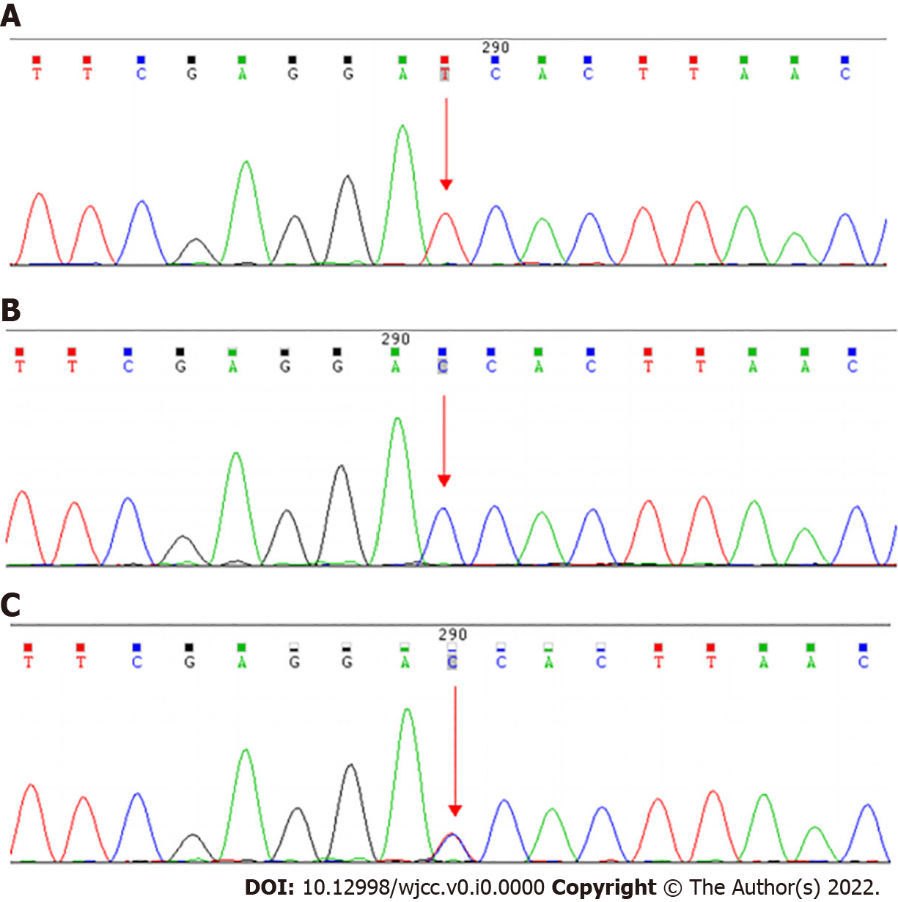 A
290
T T C G A G G A T C A C T T A A C
B
290
T T C G A G G A C C A C T T A A C
C
290
T T C G A G G A C C A C T T A A C
DOI: 10.12998/wjcc.v0.i0.0000 Copyright © The Author(s) 2022.